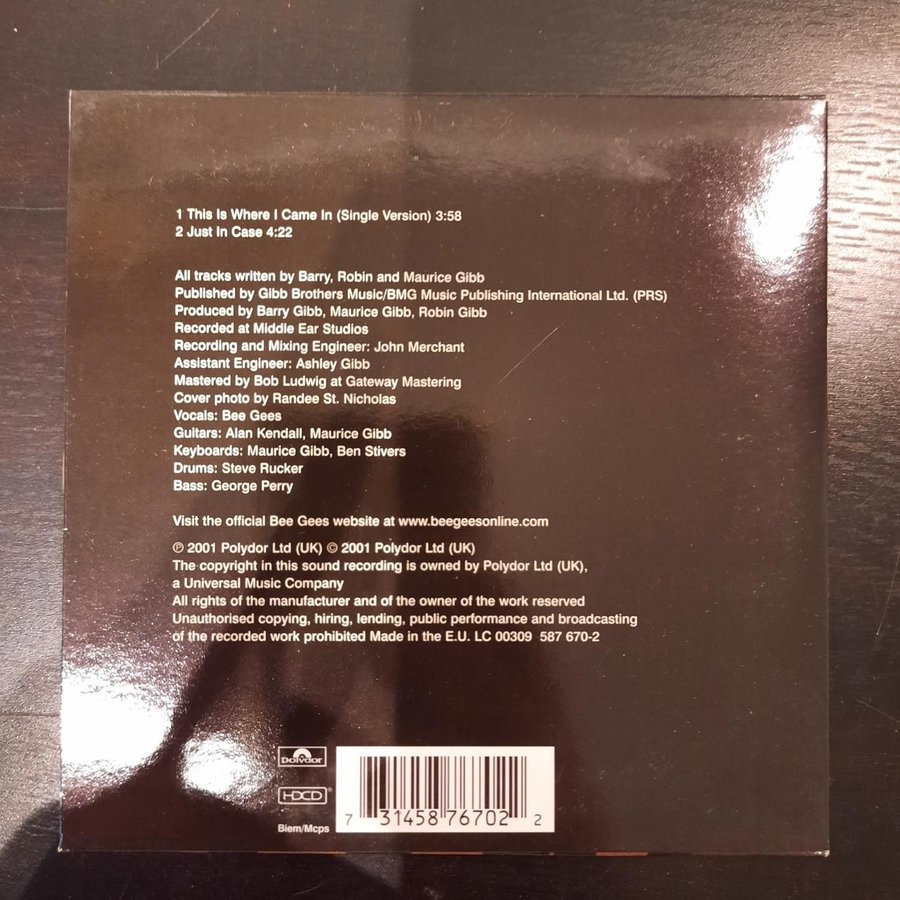 1 This Is Where I Came In (Single Version) 3:58
2 Just In Case 4:22
All tracks written by Barry, Robin and Maurice Gibb
Published by Gibb Brothers Music/BMG Music Publishing International Ltd. (PRS)
Produced by Barry Gibb, Maurice Gibb, Robin Gibb
Recorded at Middle Ear Studios
Recording and Mixing Engineer: John Merchant
Assistant Engineer: Ashley Gibb
Mastered by Bob Ludwig at Gateway Mastering
Cover photo by Randee St. Nicholas
Vocals: Bee Gees
Guitars: Alan Kendall, Maurice Gibb
Keyboards: Maurice Gibb, Ben Stivers
Drums: Steve Rucker
Bass: George Perry
Visit the official Bee Gees website at www.beegeesonline.com
℗ 2001 Polydor Ltd (UK) © 2001 Polydor Ltd (UK)
The copyright in this sound recording is owned by Polydor Ltd (UK),
a Universal Music Company
All rights of the manufacturer and of the owner of the work reserved
Unauthorised copying, hiring, lending, public performance and broadcasting
of the recorded work prohibited Made in the E.U. LC 00309 587 670-2
Polydor
HDCD®
Biem/Mcps
7 31458 76702 2